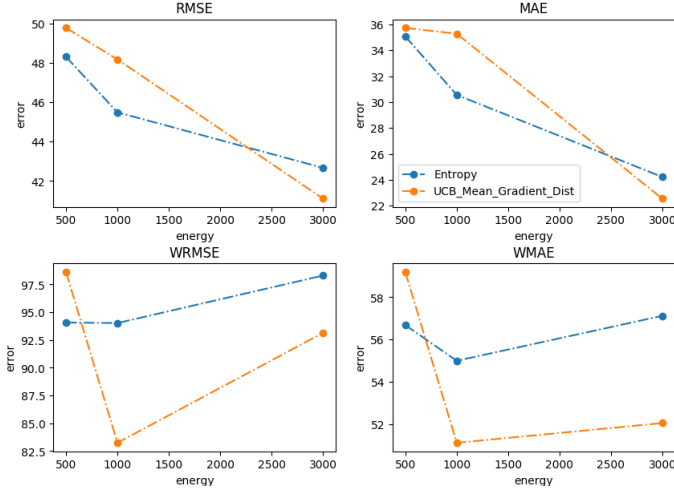 RMSE
50
48
46
44
42
error
500 1000 1500 2000 2500 3000
energy
MAE
36
34
32
30
28
26
24
22
error
Entropy
UCB_Mean_Gradient_Dist
500 1000 1500 2000 2500 3000
energy
WRMSE
97.5
95.0
92.5
90.0
87.5
85.0
82.5
error
500 1000 1500 2000 2500 3000
energy
WMAE
58
56
54
52
error
500 1000 1500 2000 2500 3000
energy